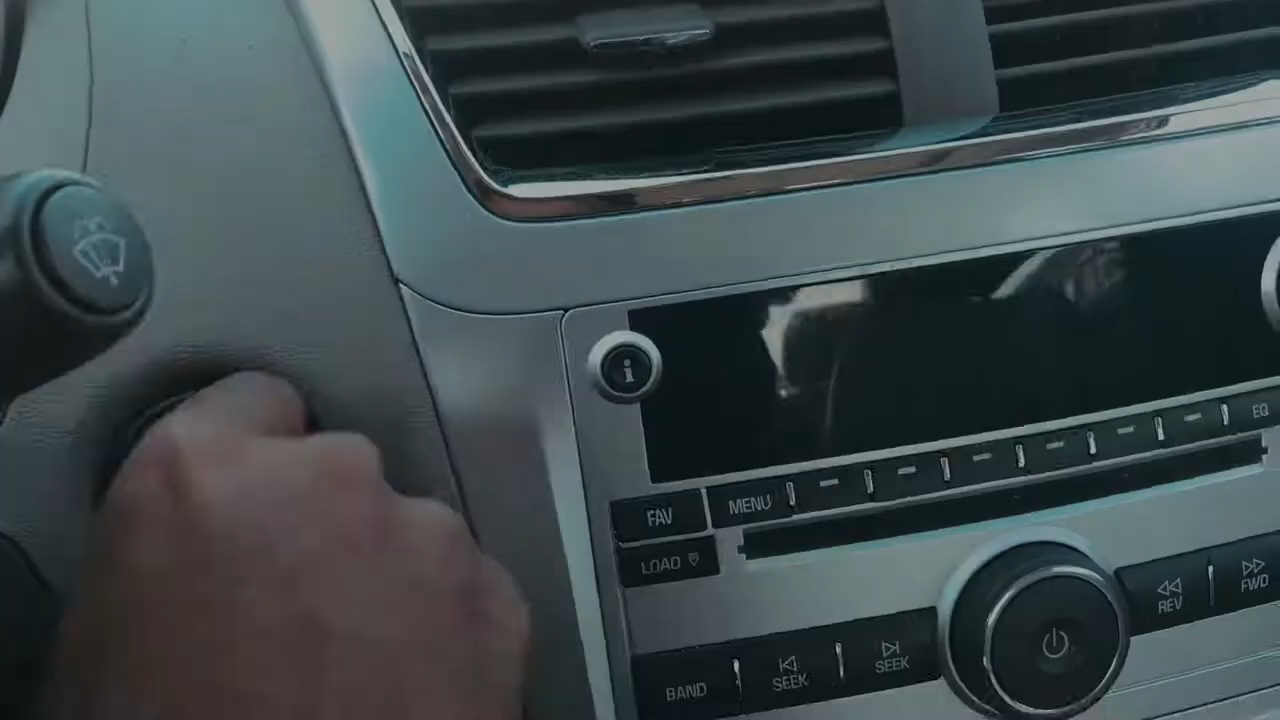 i
EQ
FAV
MENU
LOAD
REV
FWD
BAND
SEEK
SEEK